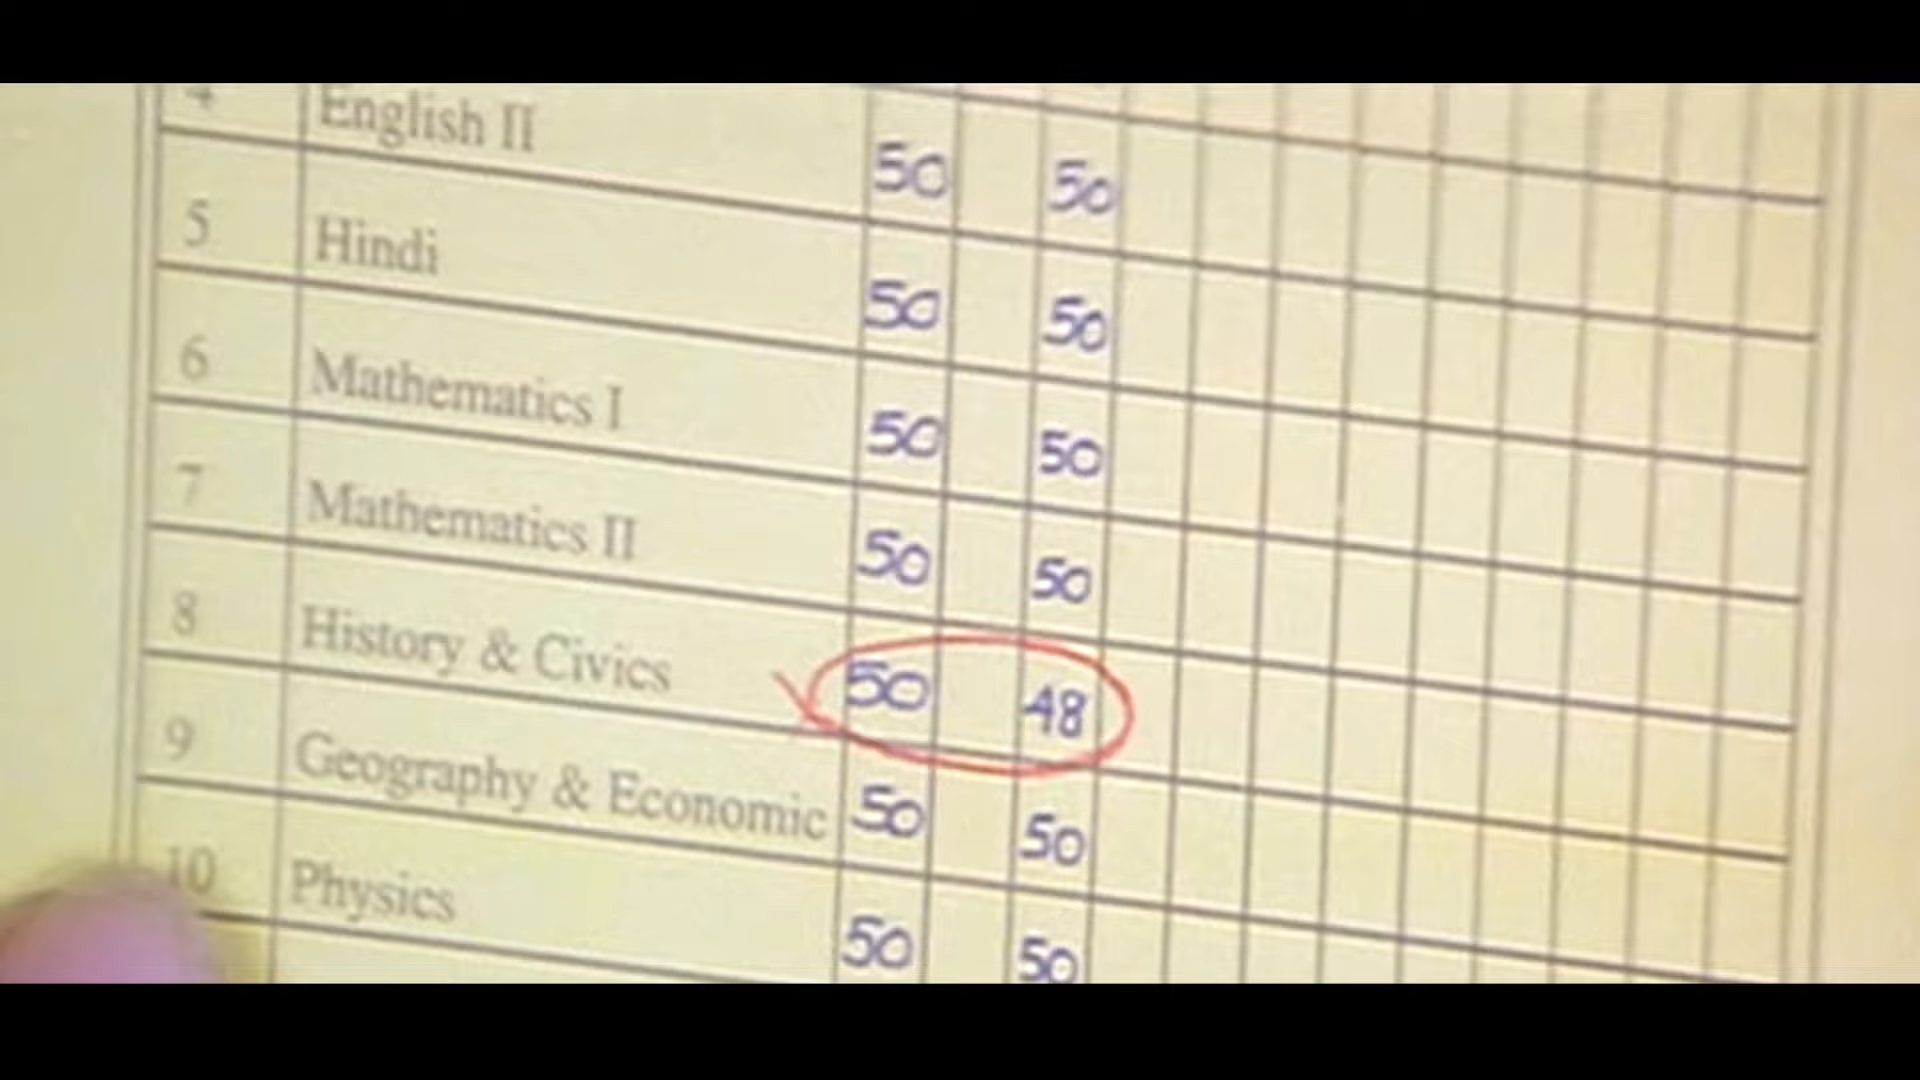 4 English II 50 50
5 Hindi 50 50
6 Mathematics I 50 50
7 Mathematics II 50 50
8 History & Civics 50 48
9 Geography & Economic 50 50
10 Physics 50 50